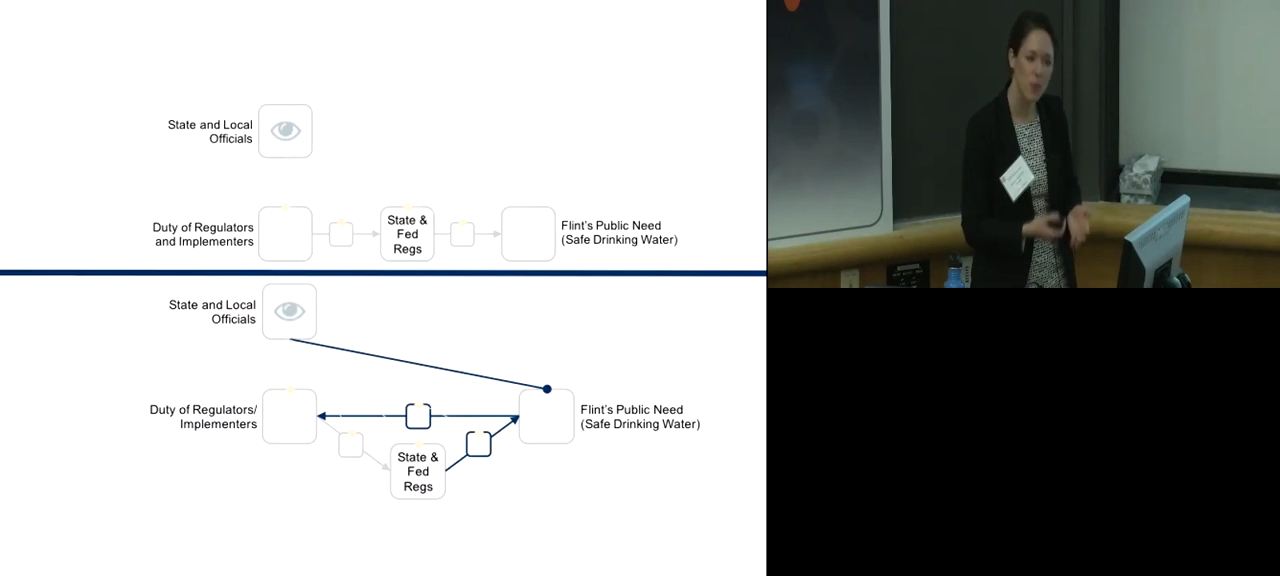 State and Local
Officials
Duty of Regulators
and Implementers
State &
Fed
Regs
Flint's Public Need
(Safe Drinking Water)
State and Local
Officials
Duty of Regulators/
Implementers
State &
Fed
Regs
Flint's Public Need
(Safe Drinking Water)